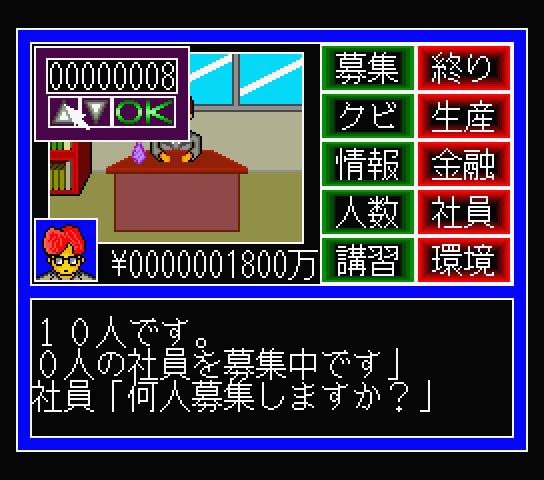 00000008
OK
募集 終り
クビ 生産
情報 金融
人数 社員
講習 環境
¥0000001800万円
１０人です。
０人の社員を募集中です」
社員「何人募集しますか？」